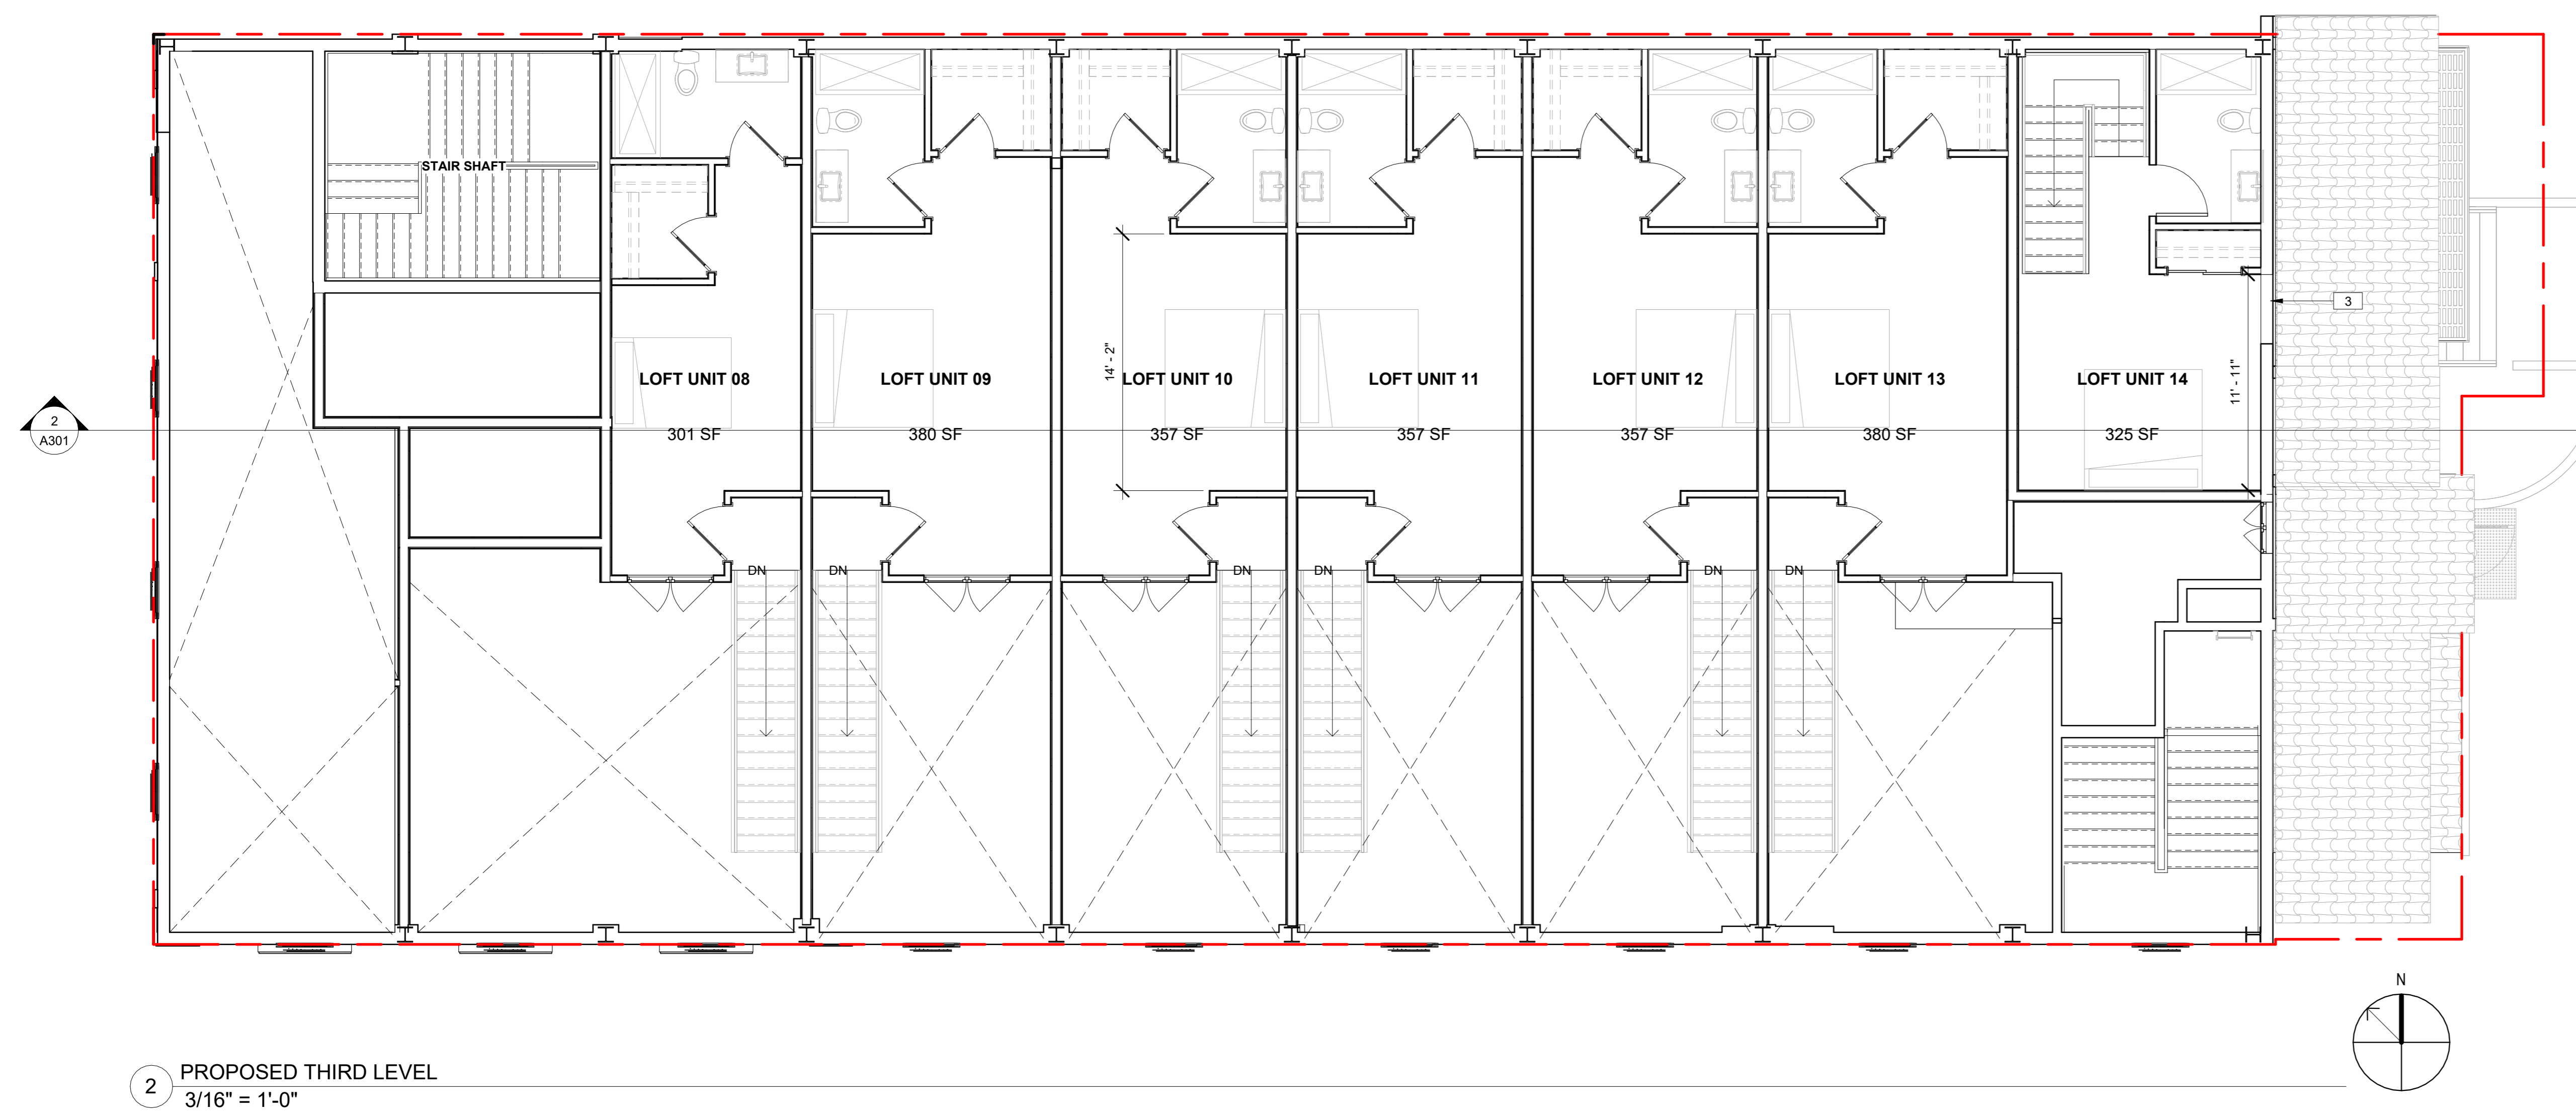 STAIR SHAFT
3
14' - 2"
11' - 11"
LOFT UNIT 08
LOFT UNIT 09
LOFT UNIT 10
LOFT UNIT 11
LOFT UNIT 12
LOFT UNIT 13
LOFT UNIT 14
2
A301
301 SF
380 SF
357 SF
357 SF
357 SF
380 SF
325 SF
DN
DN
DN
DN
DN
DN
N
2
PROPOSED THIRD LEVEL
3/16" = 1'-0"